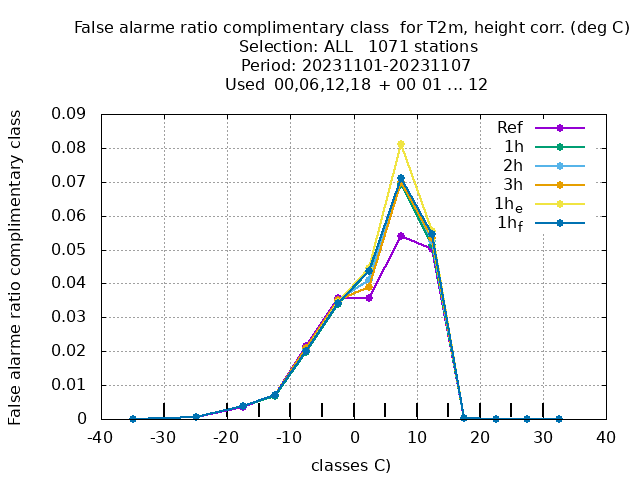 False alarme ratio complimentary class  for T2m, height corr. (deg C)
Selection: ALL   1071 stations
Period: 20231101-20231107
Used  00,06,12,18  + 00 01 ... 12
False alarme ratio complimentary class
0.09
0.08
0.07
0.06
0.05
0.04
0.03
0.02
0.01
0
Ref
1h
2h
3h
1he
1hf
-40 -30 -20 -10 0 10 20 30 40
classes C)